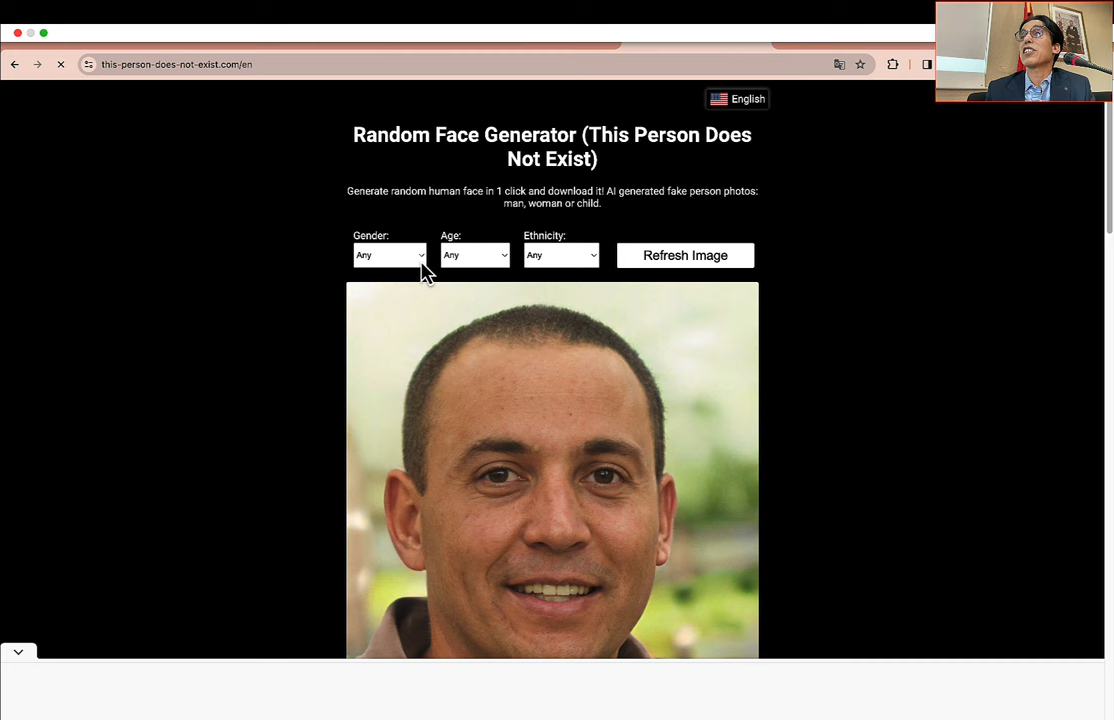 this-person-does-not-exist.com/en
English
Random Face Generator (This Person Does
Not Exist)
Generate random human face in 1 click and download it! AI generated fake person photos:
man, woman or child.
Gender: Age: Ethnicity:
Any Any Any Refresh Image